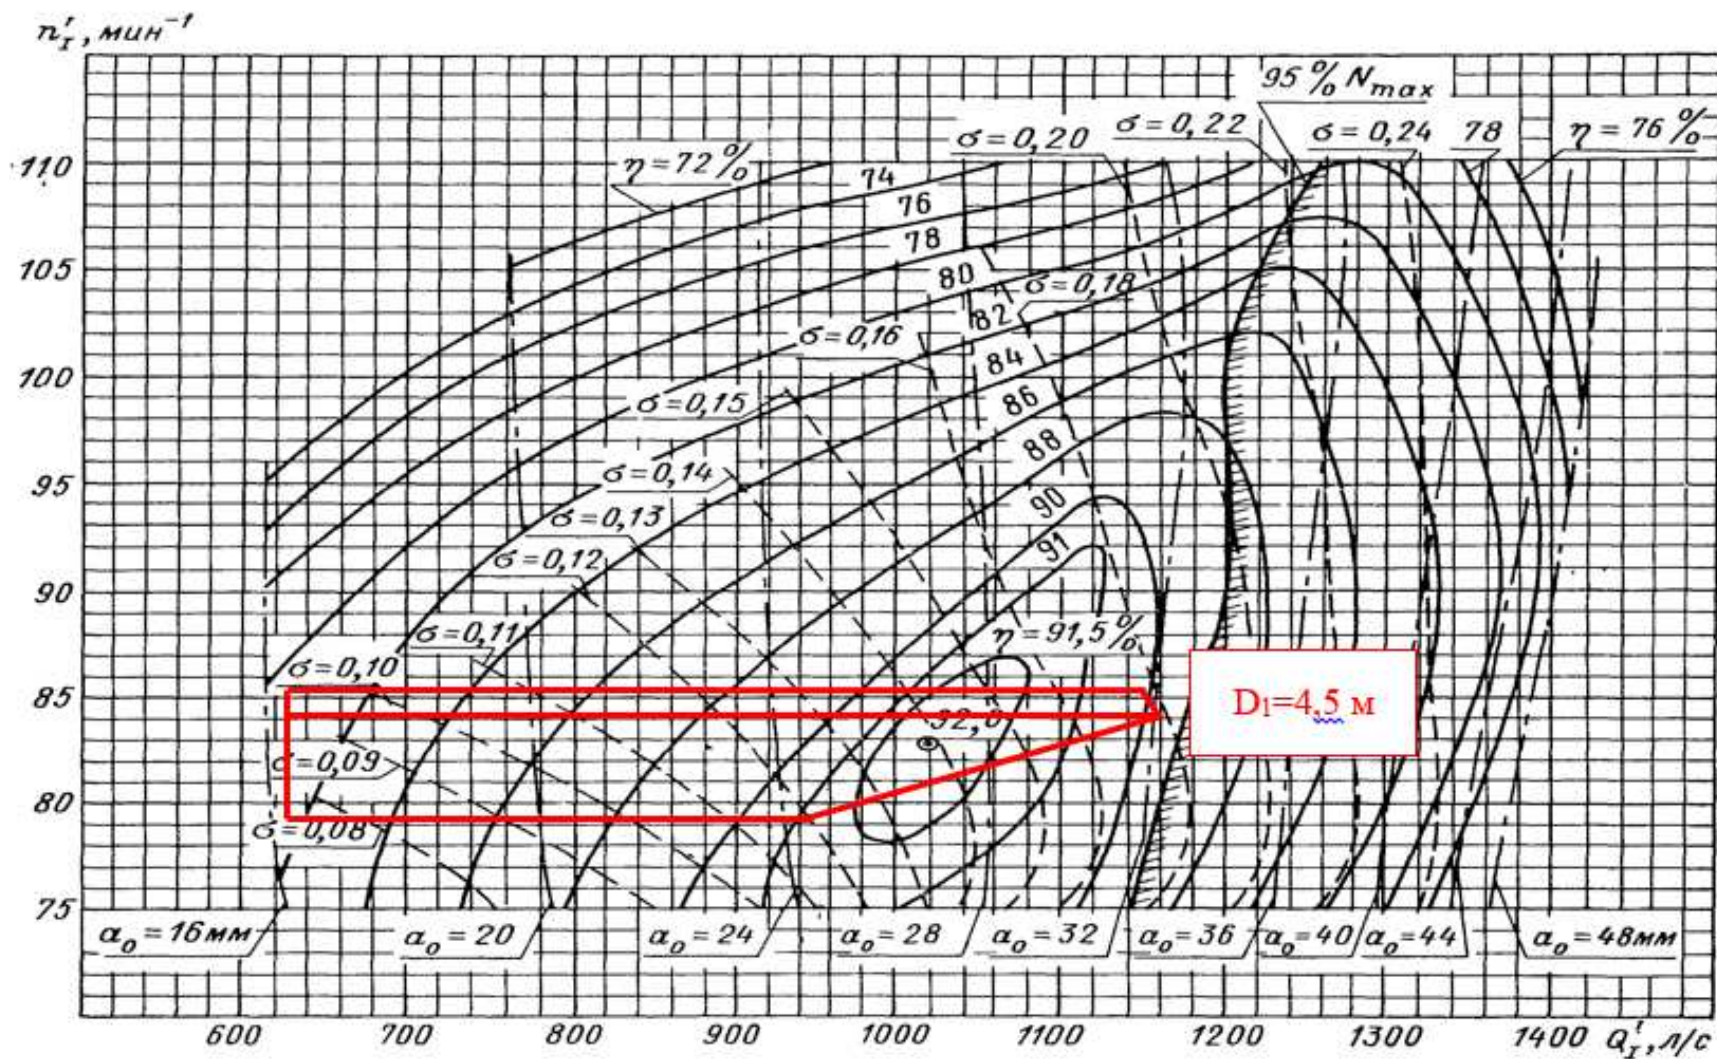 n′I, мин⁻¹
95 % Nmax
σ=0,20
σ=0,22
σ=0,24
78
η=76 %
η=72 %
110
74
76
78
105
80
σ=0,18
82
σ=0,16
84
100
86
σ=0,15
88
σ=0,14
95
90
σ=0,13
91
σ=0,12
90
σ=0,11
η=91,5 %
σ=0,10
85
92,0
D1=4,5 м
σ=0,09
80
σ=0,08
75
a₀=16мм
a₀=20
a₀=24
a₀=28
a₀=32
a₀=36
a₀=40
a₀=44
a₀=48мм
600 700 800 900 1000 1100 1200 1300 1400 Q′I, л/с